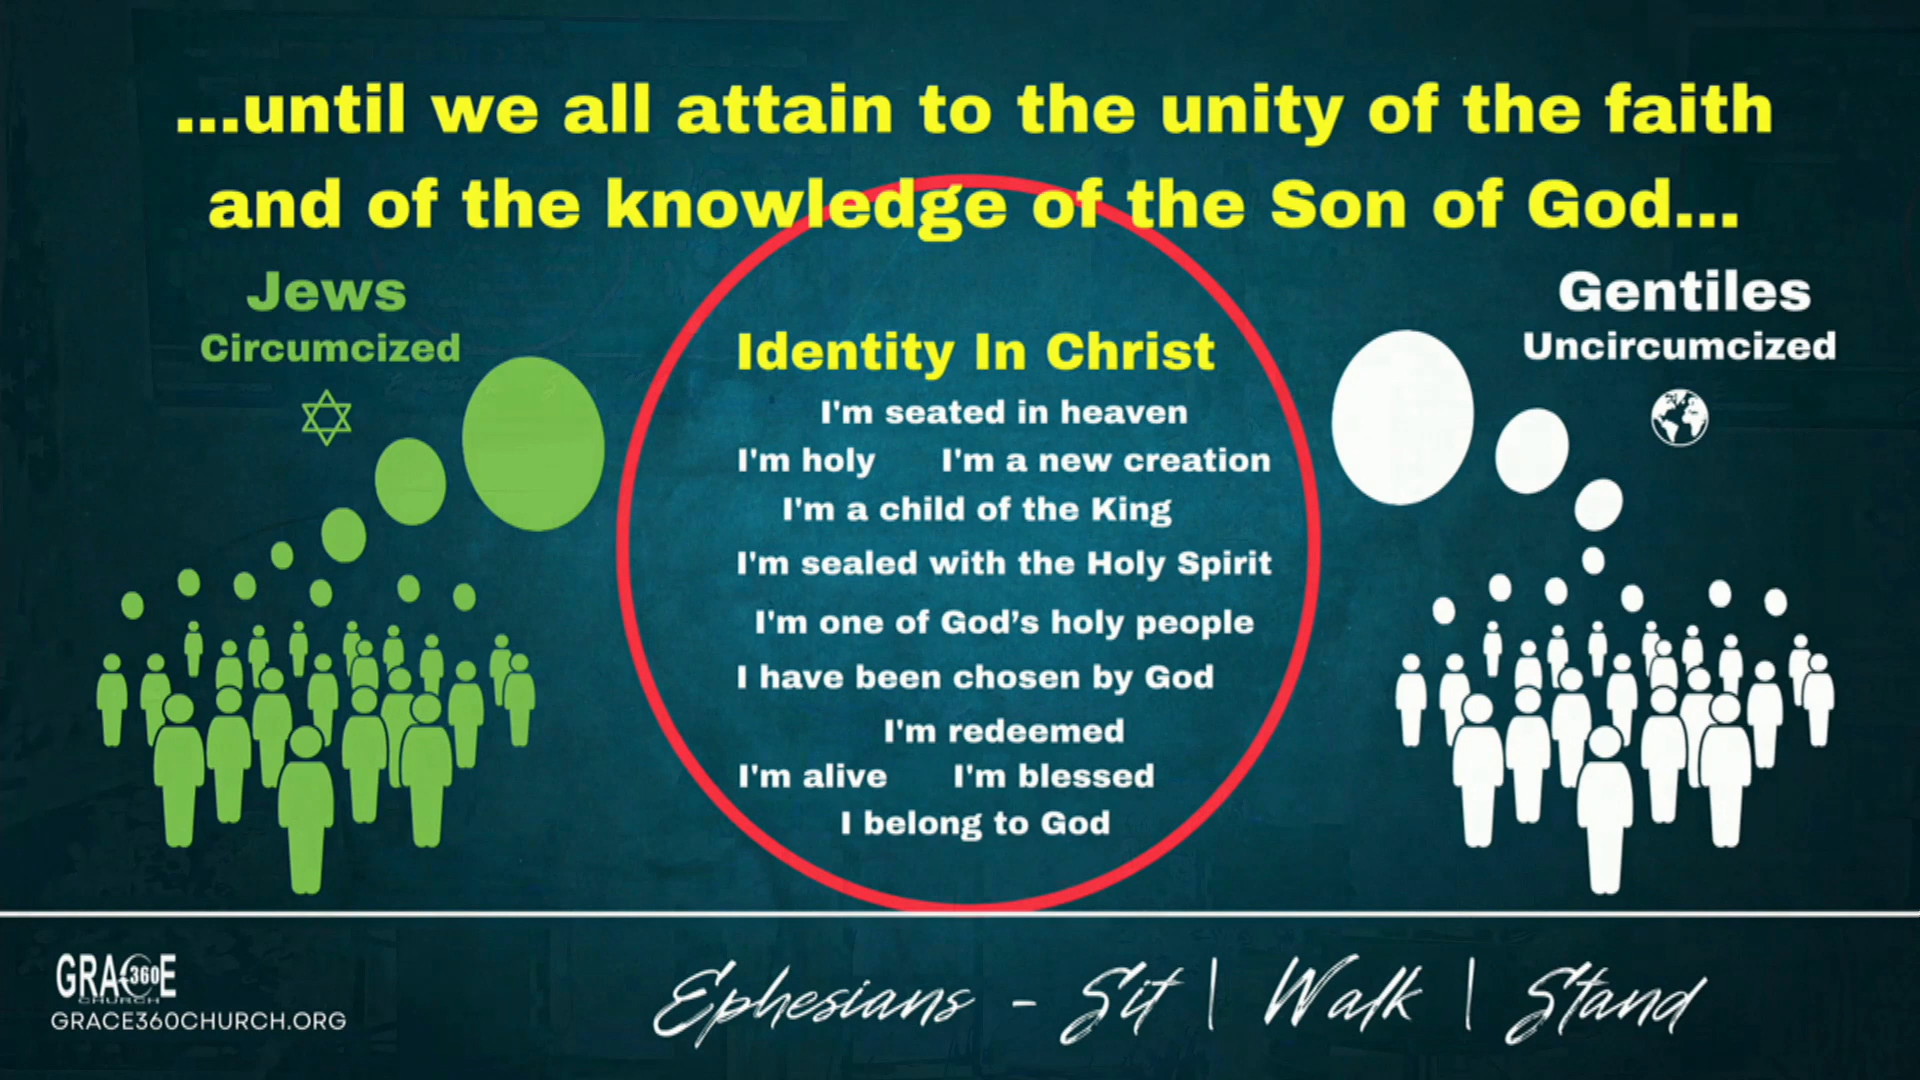 ...until we all attain to the unity of the faith
and of the knowledge of the Son of God...
Jews
Circumcized
Gentiles
Uncircumcized
Identity In Christ
I'm seated in heaven
I'm holy I'm a new creation
I'm a child of the King
I'm sealed with the Holy Spirit
I'm one of God’s holy people
I have been chosen by God
I'm redeemed
I'm alive I'm blessed
I belong to God
GRACE 360
CHURCH
GRACE360CHURCH.ORG
Ephesians - Sit | Walk | Stand